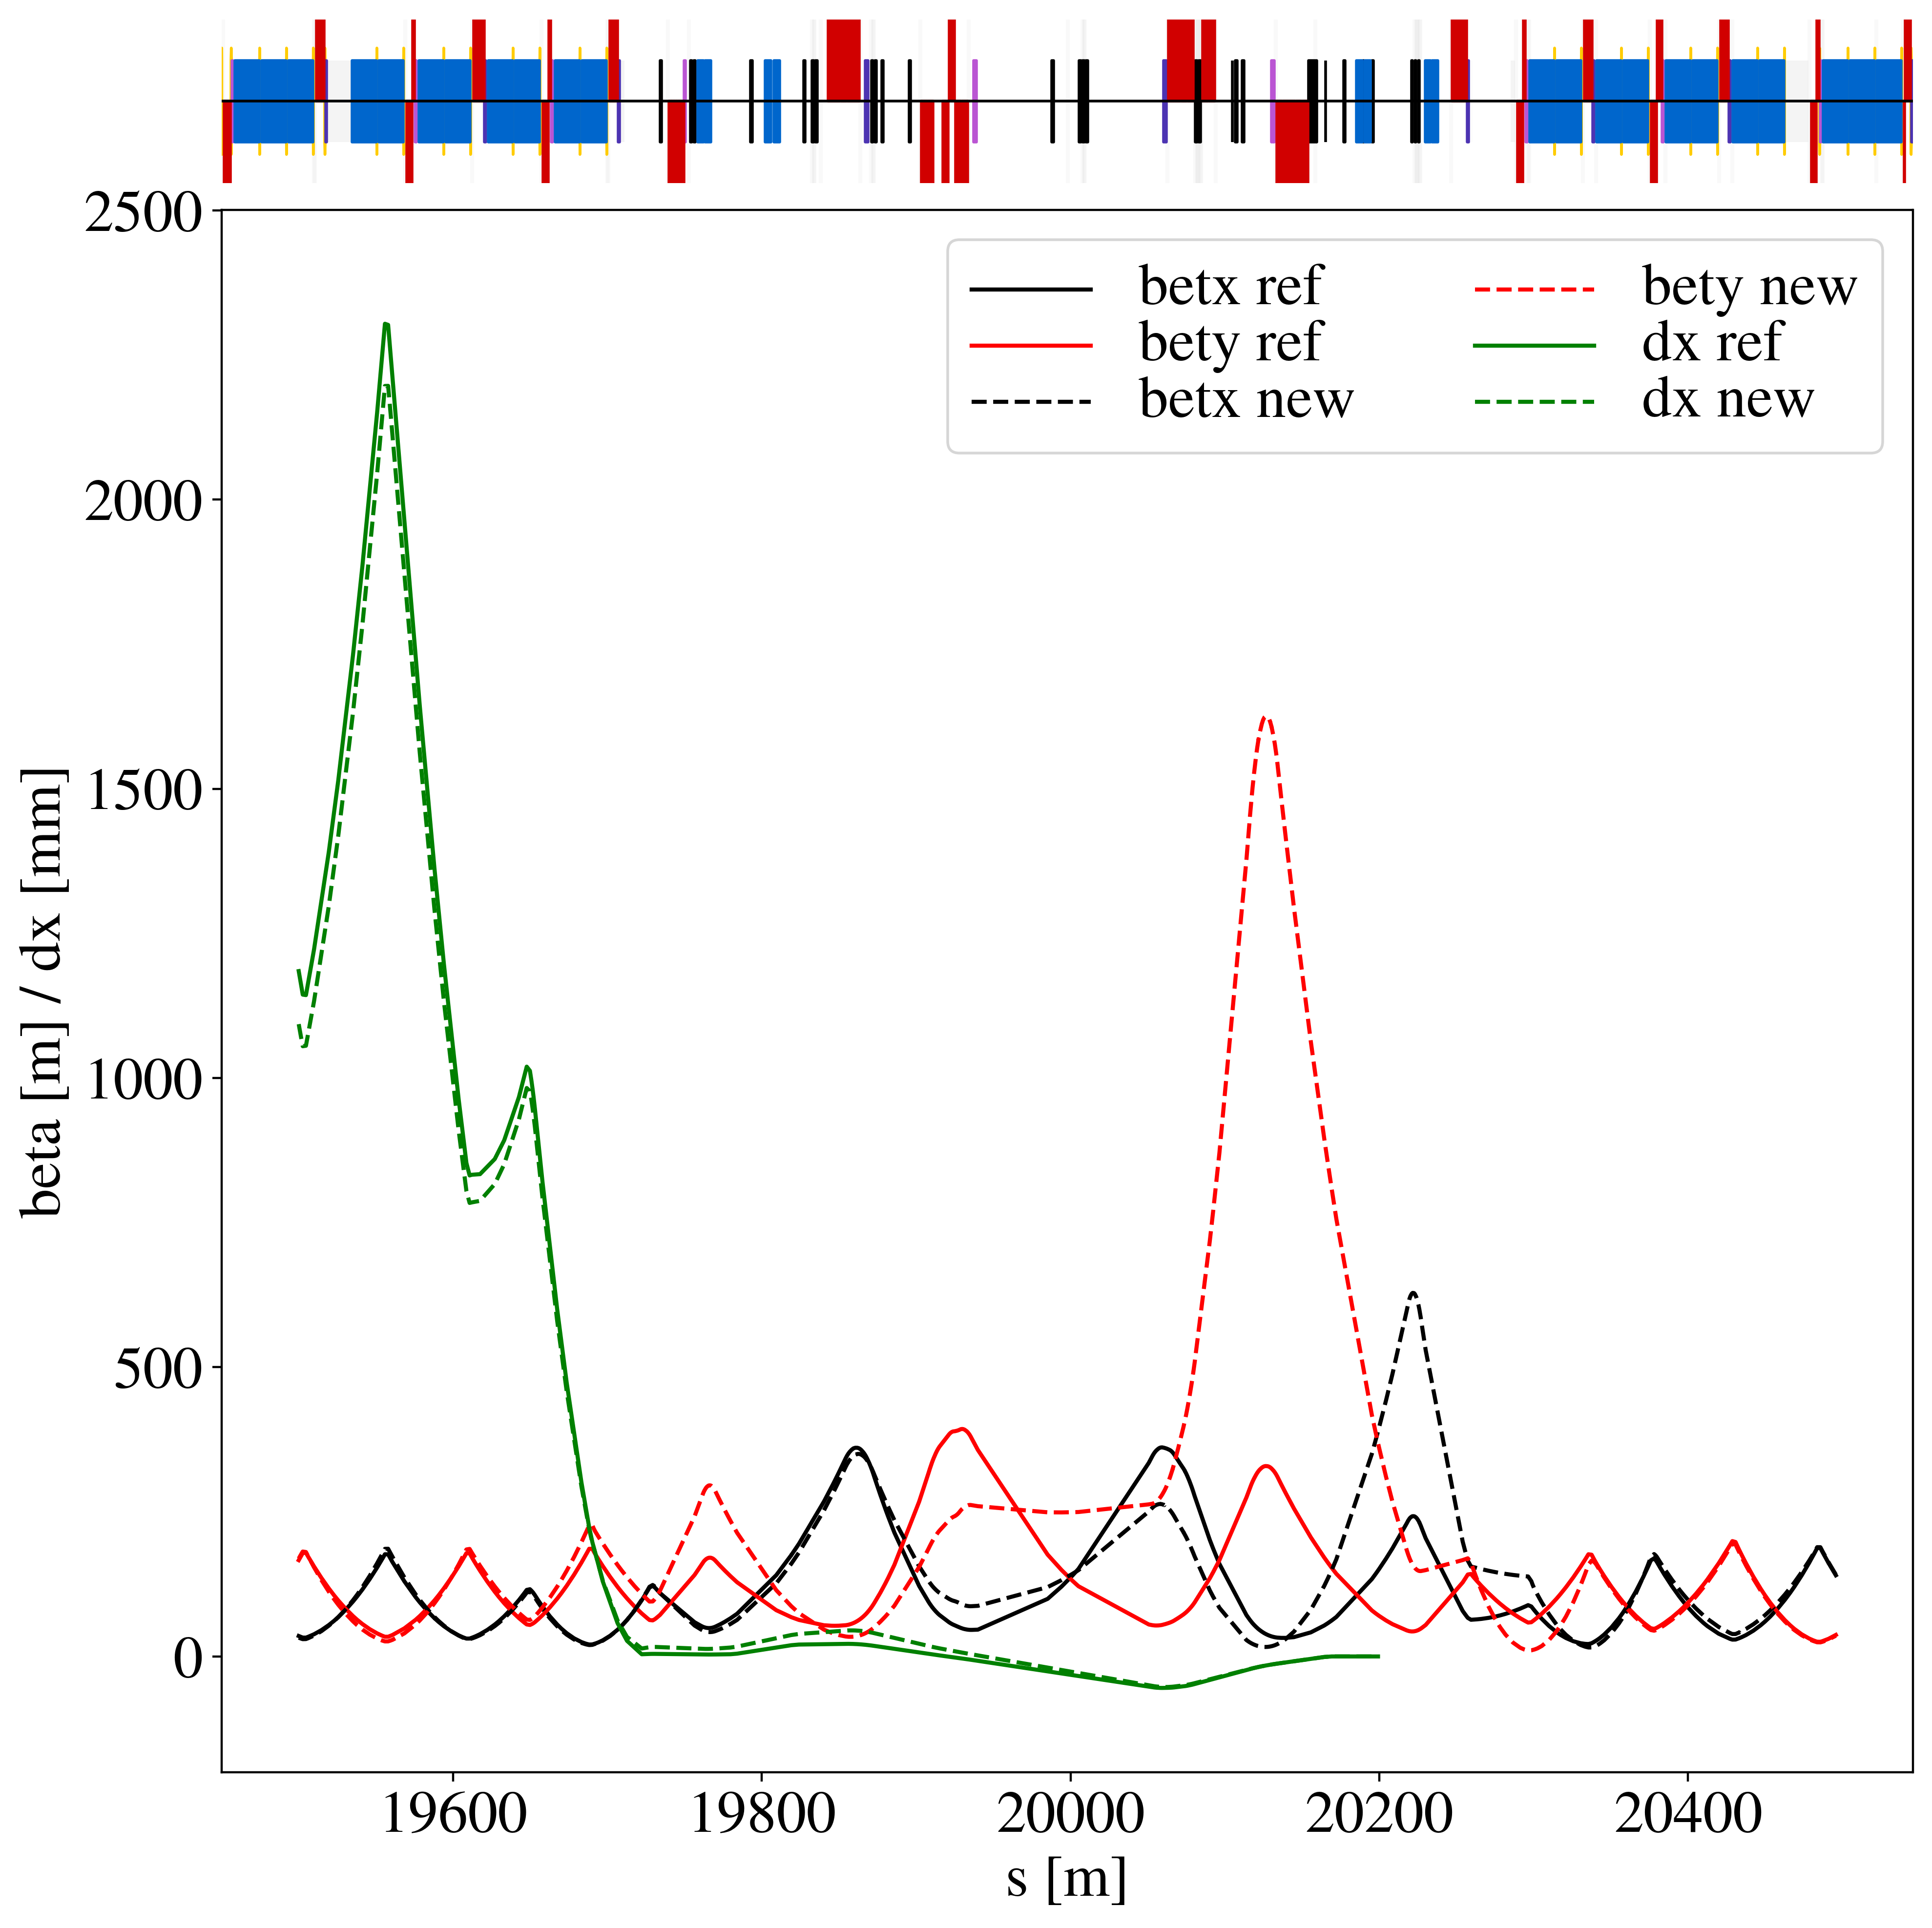 2500
2000
1500
1000
500
0
beta [m] / dx [mm]
betx ref
bety ref
betx new
bety new
dx ref
dx new
19600 19800 20000 20200 20400
s [m]